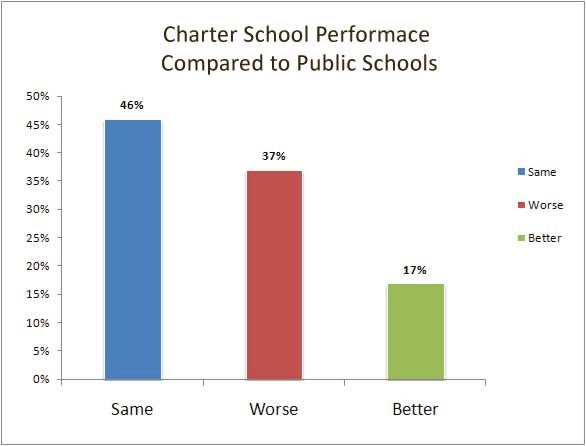 Charter School Performace
Compared to Public Schools
50%
45%
40%
35%
30%
25%
20%
15%
10%
5%
0%
46%
37%
17%
Same
Worse
Better
Same
Worse
Better